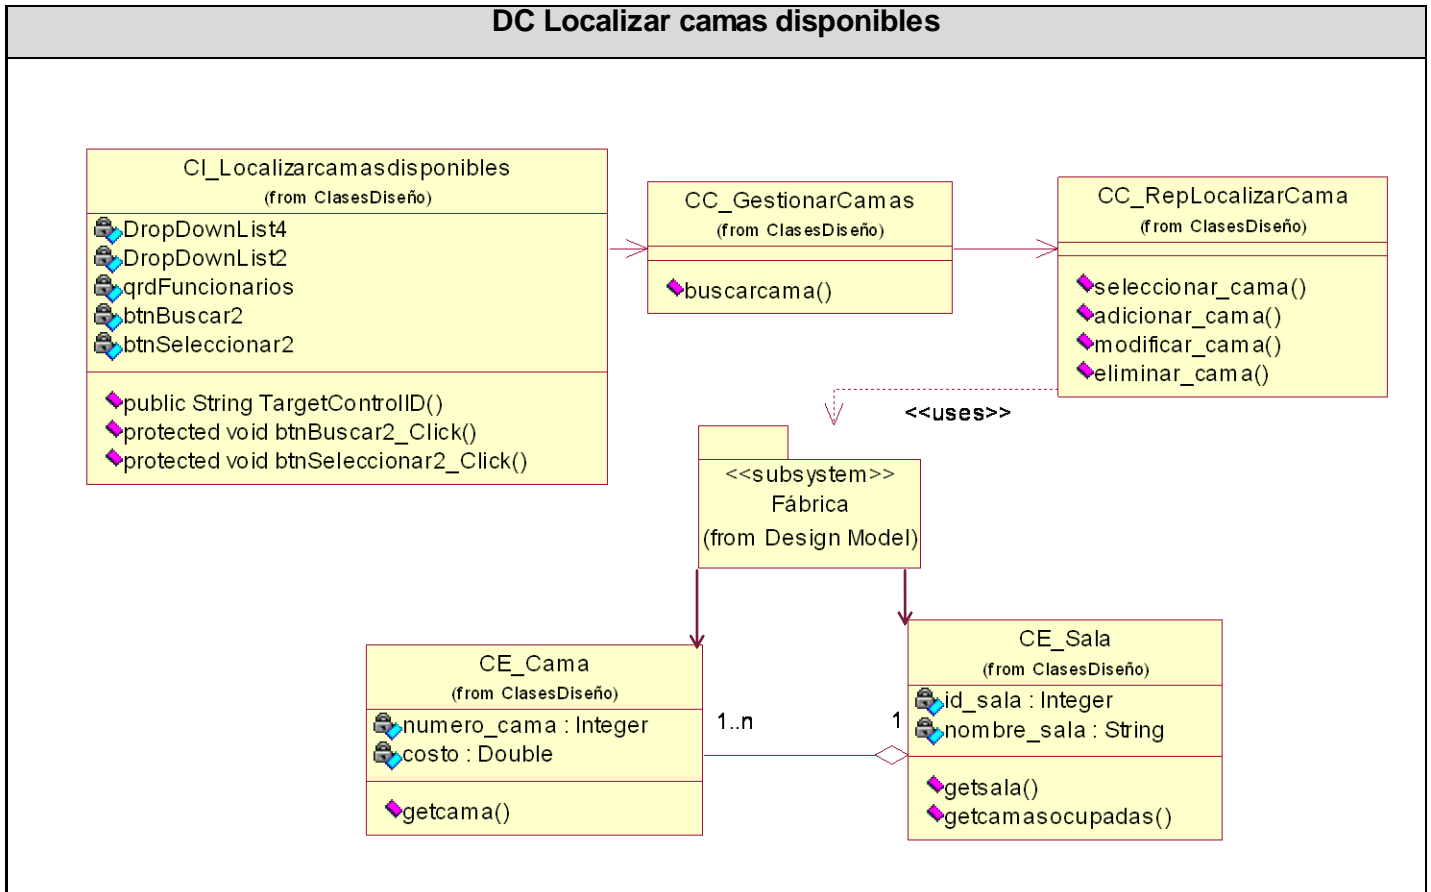 DC Localizar camas disponibles
CI_Localizarcamasdisponibles
(from ClasesDiseño)
DropDownList4
DropDownList2
qrdFuncionarios
btnBuscar2
btnSeleccionar2
public String TargetControlID()
protected void btnBuscar2_Click()
protected void btnSeleccionar2_Click()
CC_GestionarCamas
(from ClasesDiseño)
buscarcama()
CC_RepLocalizarCama
(from ClasesDiseño)
seleccionar_cama()
adicionar_cama()
modificar_cama()
eliminar_cama()
<<uses>>
<<subsystem>>
Fábrica
(from Design Model)
CE_Cama
(from ClasesDiseño)
numero_cama : Integer
costo : Double
getcama()
1..n
1
CE_Sala
(from ClasesDiseño)
id_sala : Integer
nombre_sala : String
getsala()
getcamasocupadas()